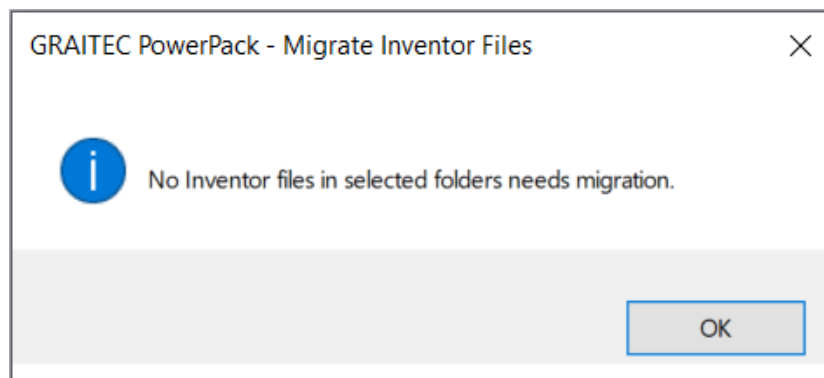 GRAITEC PowerPack - Migrate Inventor Files
No Inventor files in selected folders needs migration.
OK